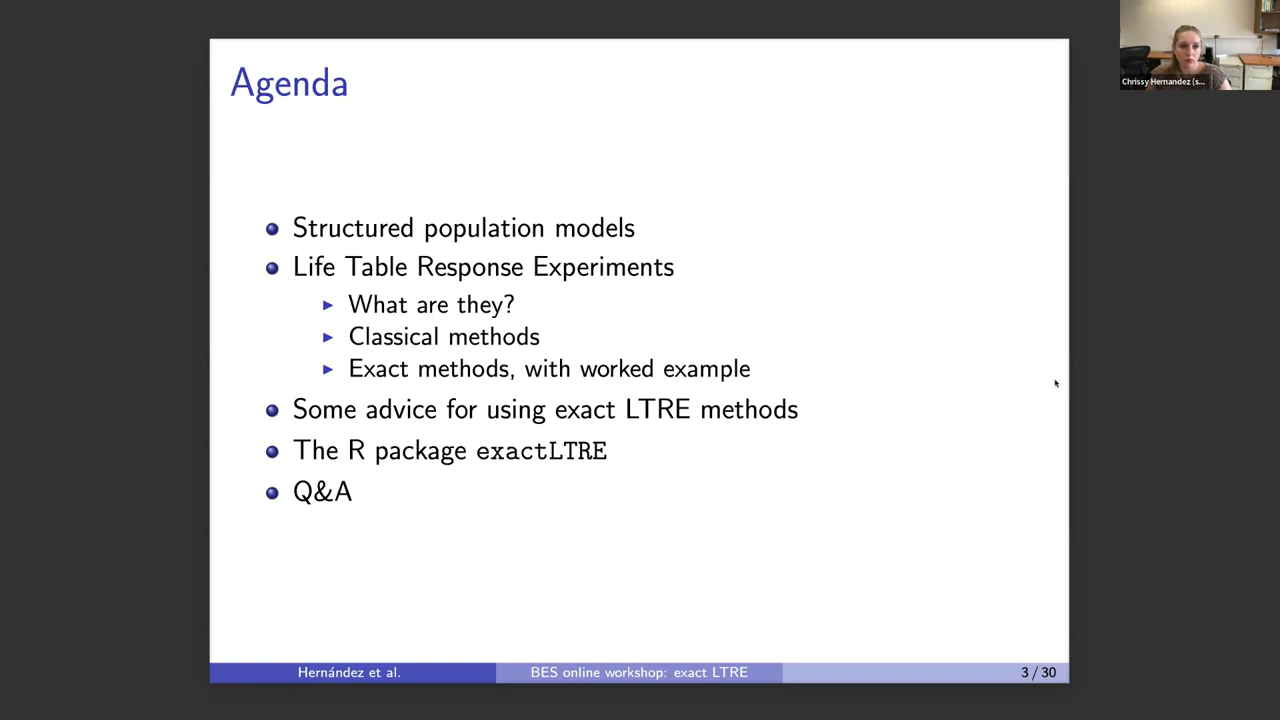 Agenda
Structured population models
Life Table Response Experiments
What are they?
Classical methods
Exact methods, with worked example
Some advice for using exact LTRE methods
The R package exactLTRE
Q&A
Hernández et al.
BES online workshop: exact LTRE
3 / 30
Chrissy Hernandez (s...